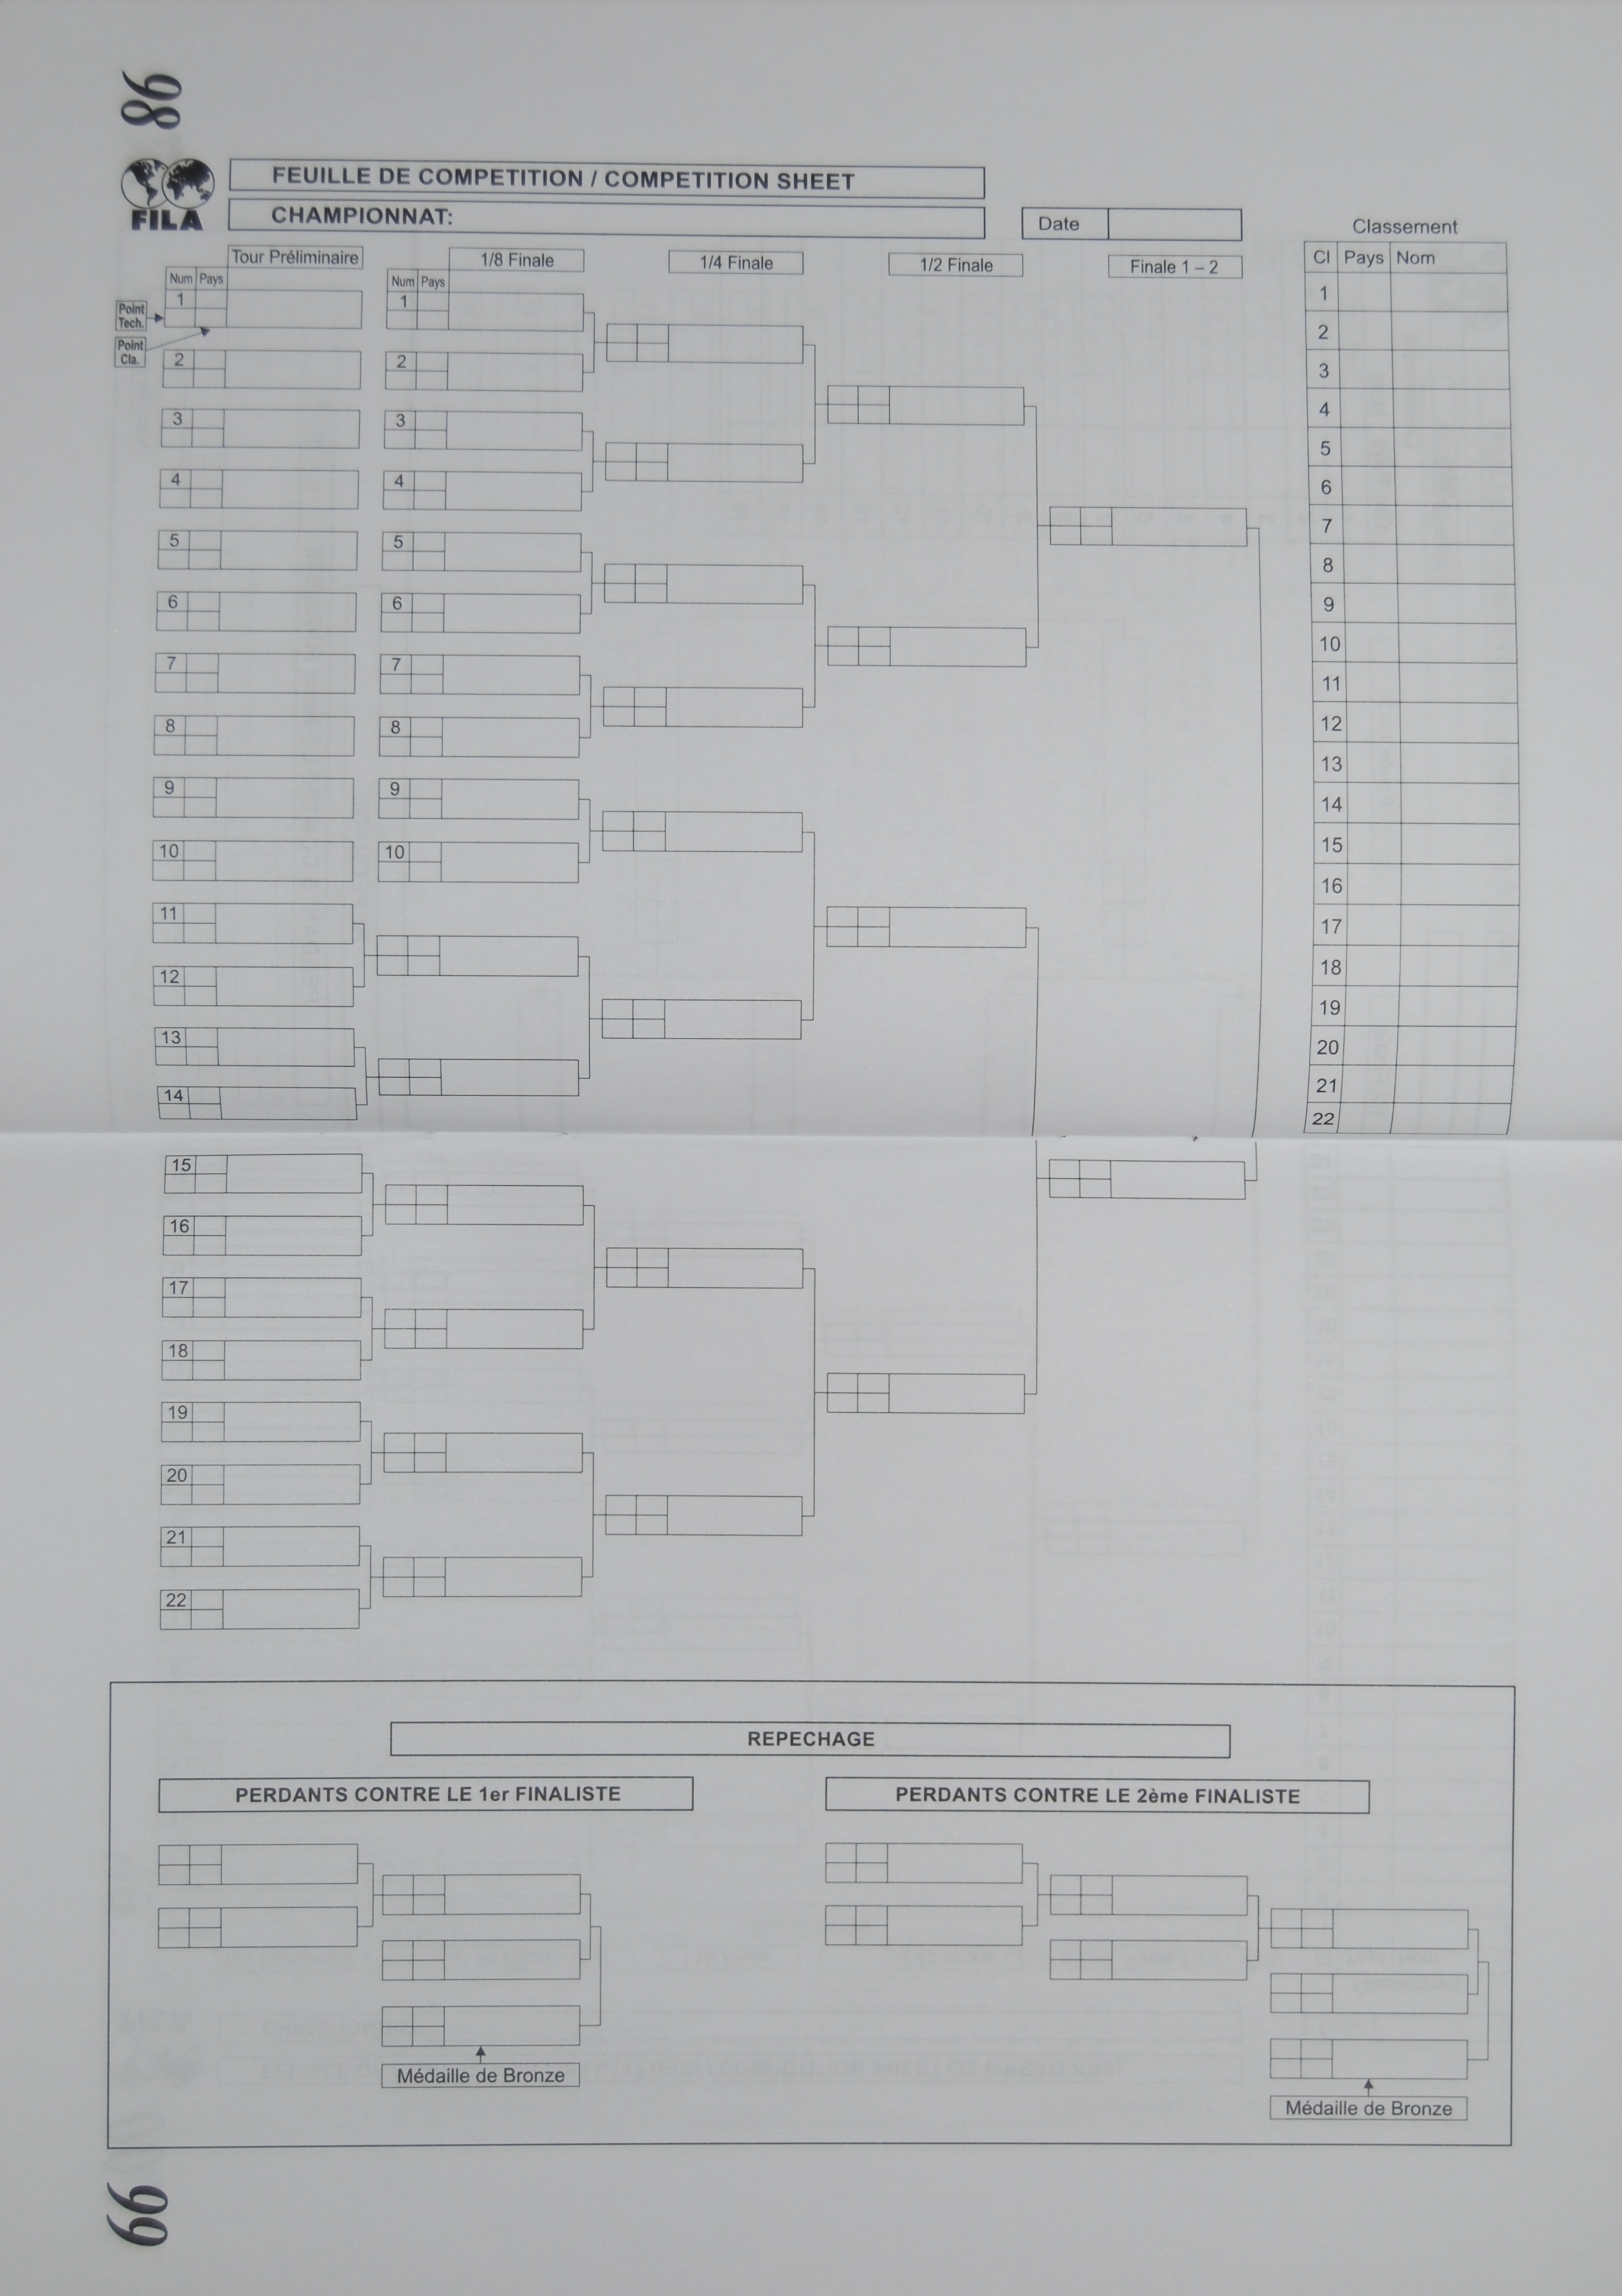 98
FILA
FEUILLE DE COMPETITION / COMPETITION SHEET
CHAMPIONNAT:
Date
Classement
Tour Préliminaire
1/8 Finale
1/4 Finale
1/2 Finale
Finale 1 – 2
Cl Pays Nom
Num Pays
Num Pays
Point Tech.
Point Cla.
1
2
3
4
5
6
7
8
9
10
11
12
13
14
15
16
17
18
19
20
21
22
1
2
3
4
5
6
7
8
9
10
1
2
3
4
5
6
7
8
9
10
11
12
13
14
15
16
17
18
19
20
21
22
REPECHAGE
PERDANTS CONTRE LE 1er FINALISTE
PERDANTS CONTRE LE 2ème FINALISTE
Médaille de Bronze
Médaille de Bronze
99